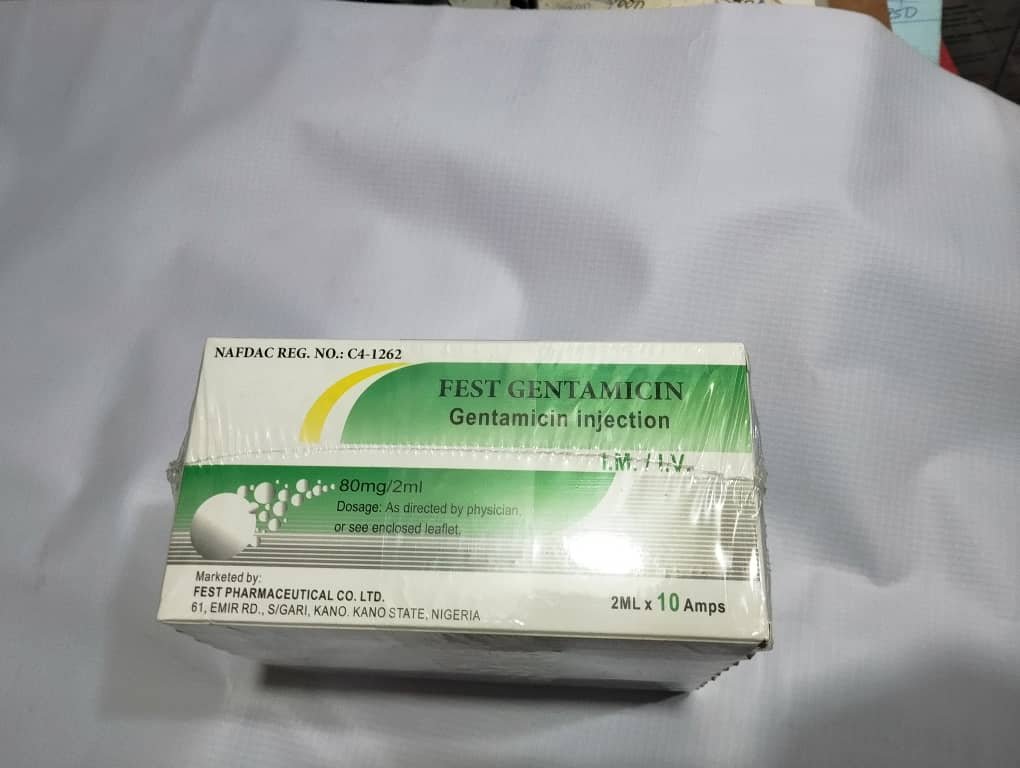 NAFDAC REG. NO.: C4-1262
FEST GENTAMICIN
Gentamicin Injection
I.M. / I.V.
80mg/2ml
Dosage: As directed by physician,
or see enclosed leaflet.
Marketed by:
FEST PHARMACEUTICAL CO. LTD.
61, EMIR RD., S/GARI, KANO. KANO STATE, NIGERIA
2ML x 10 Amps